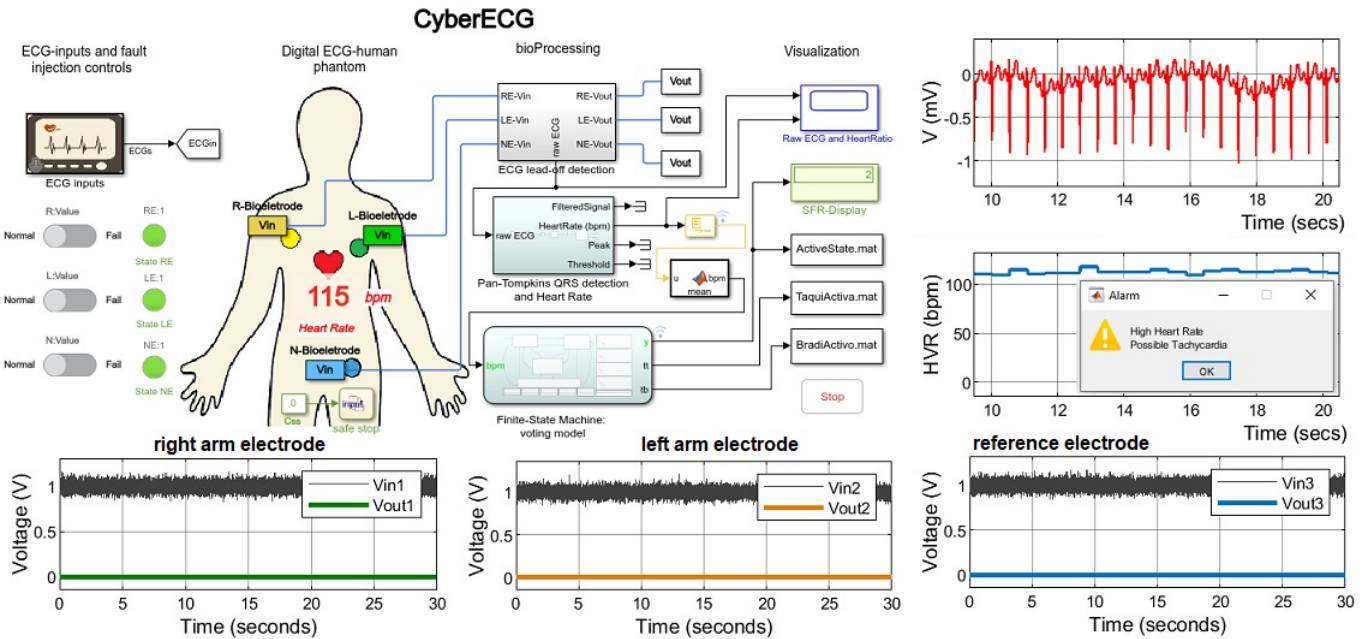 CyberECG
ECG-inputs and fault
injection controls
Digital ECG-human
phantom
bioProcessing
Visualization
ECGs
ECGin
ECG inputs
R:Value
Normal
Fail
RE:1
State RE
L:Value
Normal
Fail
LE:1
State LE
N:Value
Normal
Fail
NE:1
State NE
R-Bioeletrode
Vin
L-Bioeletrode
Vin
115 bpm
Heart Rate
N-Bioeletrode
Vin
0
Css
input
safe stop
RE-Vin
LE-Vin
NE-Vin
raw ECG
RE-Vout
LE-Vout
NE-Vout
ECG lead-off detection
Vout
Vout
Vout
raw ECG
FilteredSignal
HeartRate (bpm)
Peak
Threshold
Pan-Tompkins QRS detection
and Heart Rate
u
bpm
mean
bpm
y
tt
tb
Finite-State Machine:
voting model
Raw ECG and HeartRatio
2
SFR-Display
ActiveState.mat
TaquiActiva.mat
BradiActivo.mat
Stop
V (mV)
0
-0.5
-1
10 12 14 16 18 20
Time (secs)
HVR (bpm)
100
50
0
Alarm
High Heart Rate
Possible Tachycardia
OK
10 12 14 16 18 20
Time (secs)
right arm electrode
Voltage (V)
1
0.5
0
Vin1
Vout1
0 5 10 15 20 25 30
Time (seconds)
left arm electrode
Voltage (V)
1
0.5
0
Vin2
Vout2
0 5 10 15 20 25 30
Time (seconds)
reference electrode
Voltage (V)
1
0.5
0
Vin3
Vout3
0 5 10 15 20 25 30
Time (seconds)